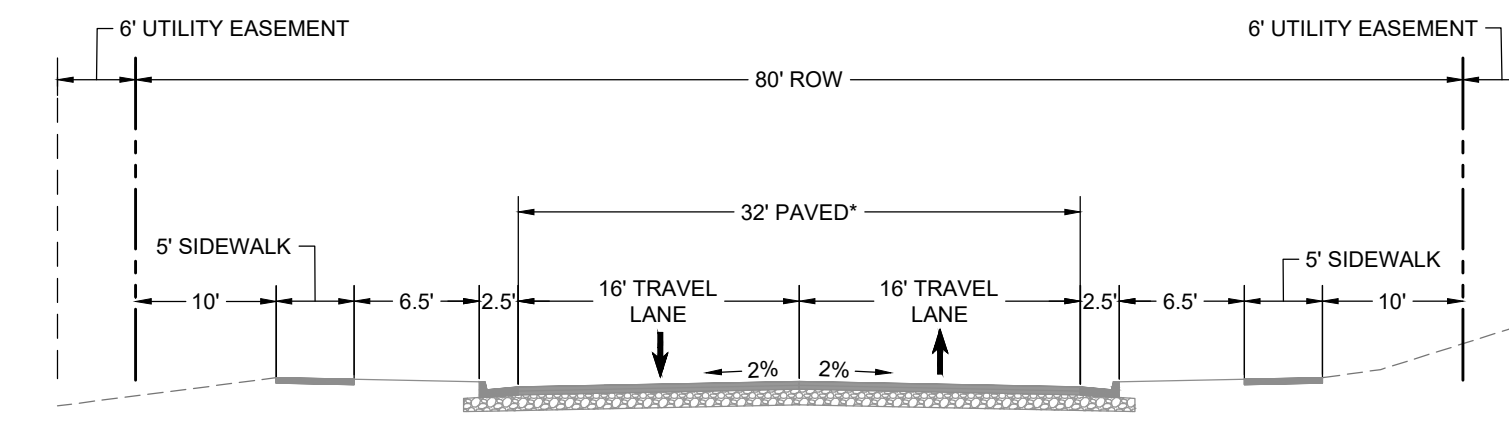 6' UTILITY EASEMENT
6' UTILITY EASEMENT
80' ROW
32' PAVED*
5' SIDEWALK
5' SIDEWALK
10'
6.5'
2.5'
16' TRAVEL
LANE
16' TRAVEL
LANE
2.5'
6.5'
10'
2%
2%